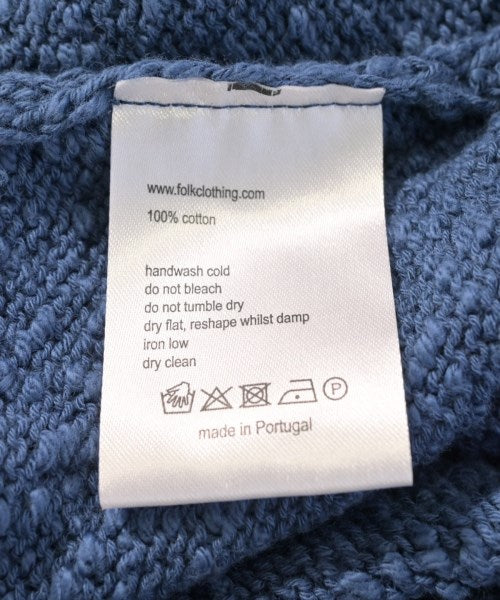 www.folkclothing.com
100% cotton
handwash cold
do not bleach
do not tumble dry
dry flat, reshape whilst damp
iron low
dry clean
P
made in Portugal